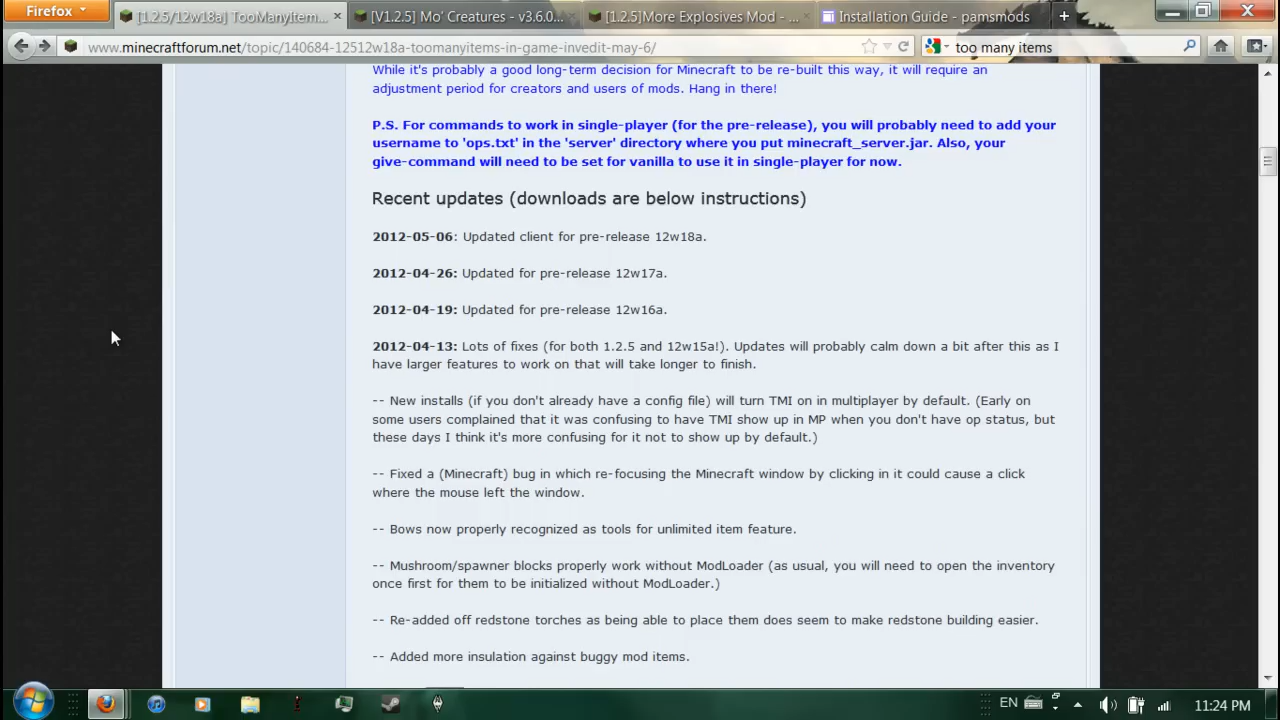 Firefox
[1.2.5/12w18a] TooManyItem...
[V1.2.5] Mo' Creatures - v3.6.0...
[1.2.5]More Explosives Mod - ...
Installation Guide - pamsmods
www.minecraftforum.net/topic/140684-12512w18a-toomanyitems-in-game-invedit-may-6/
too many items
While it's probably a good long-term decision for Minecraft to be re-built this way, it will require an
adjustment period for creators and users of mods. Hang in there!
P.S. For commands to work in single-player (for the pre-release), you will probably need to add your
username to 'ops.txt' in the 'server' directory where you put minecraft_server.jar. Also, your
give-command will need to be set for vanilla to use it in single-player for now.
Recent updates (downloads are below instructions)
2012-05-06: Updated client for pre-release 12w18a.
2012-04-26: Updated for pre-release 12w17a.
2012-04-19: Updated for pre-release 12w16a.
2012-04-13: Lots of fixes (for both 1.2.5 and 12w15a!). Updates will probably calm down a bit after this as I
have larger features to work on that will take longer to finish.
-- New installs (if you don't already have a config file) will turn TMI on in multiplayer by default. (Early on
some users complained that it was confusing to have TMI show up in MP when you don't have op status, but
these days I think it's more confusing for it not to show up by default.)
-- Fixed a (Minecraft) bug in which re-focusing the Minecraft window by clicking in it could cause a click
where the mouse left the window.
-- Bows now properly recognized as tools for unlimited item feature.
-- Mushroom/spawner blocks properly work without ModLoader (as usual, you will need to open the inventory
once first for them to be initialized without ModLoader.)
-- Re-added off redstone torches as being able to place them does seem to make redstone building easier.
-- Added more insulation against buggy mod items.
EN
11:24 PM